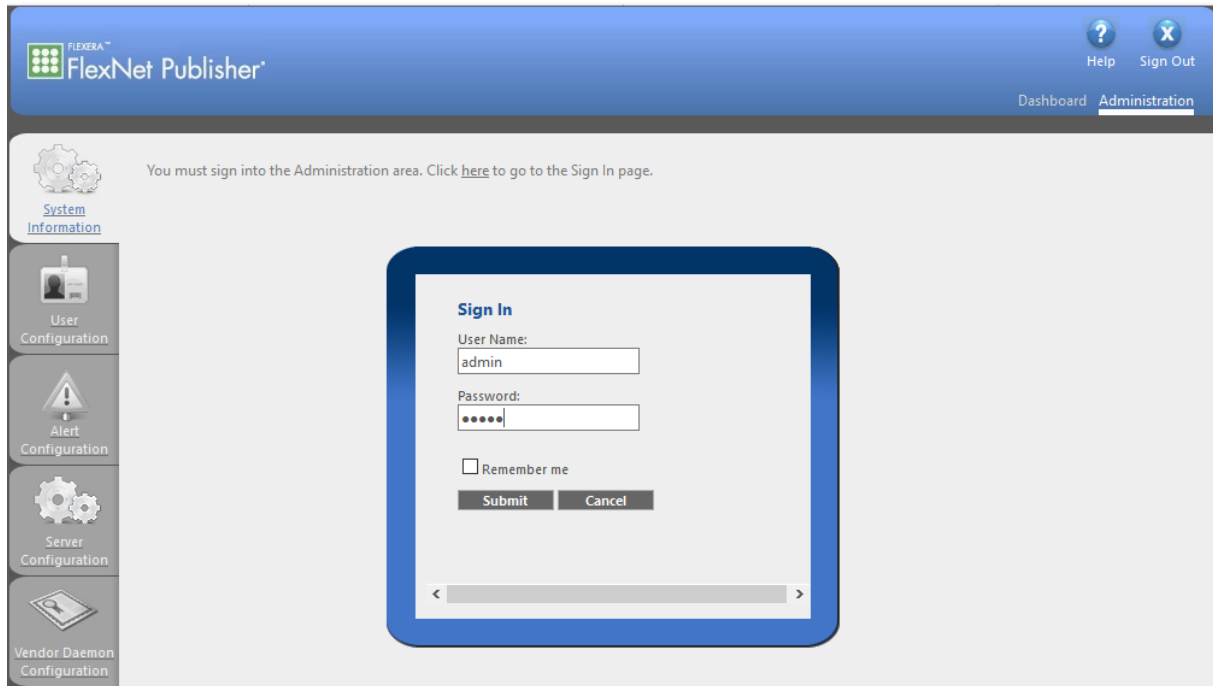 FLEXERA™
FlexNet Publisher®
? X
Help Sign Out
Dashboard Administration
You must sign into the Administration area. Click here to go to the Sign In page.
System
Information
User
Configuration
Alert
Configuration
Server
Configuration
Vendor Daemon
Configuration
Sign In
User Name:
admin
Password:
•••••
Remember me
Submit Cancel